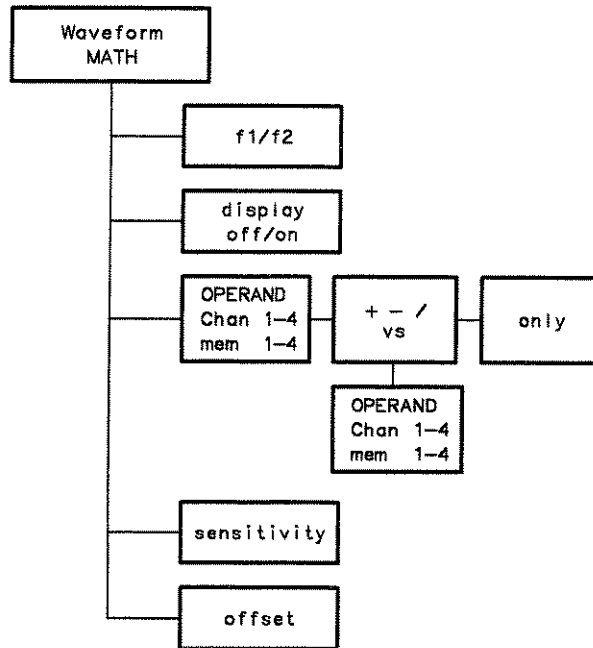 Waveform
MATH
f1/f2
display
off/on
OPERAND
Chan 1-4
mem 1-4
+ - /
vs
only
OPERAND
Chan 1-4
mem 1-4
sensitivity
offset